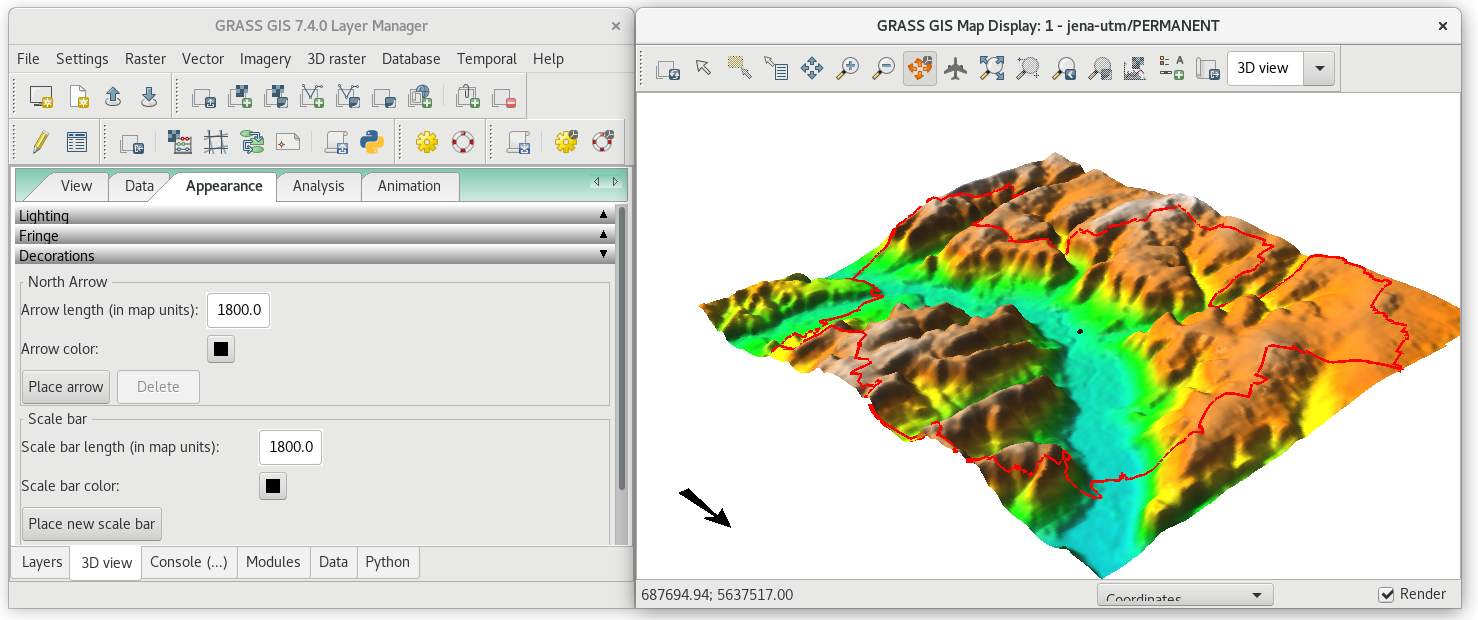 GRASS GIS 7.4.0 Layer Manager
File Settings Raster Vector Imagery 3D raster Database Temporal Help
View Data Appearance Analysis Animation
Lighting
Fringe
Decorations
North Arrow
Arrow length (in map units): 1800.0
Arrow color:
Place arrow Delete
Scale bar
Scale bar length (in map units): 1800.0
Scale bar color:
Place new scale bar
Layers 3D view Console (...) Modules Data Python
GRASS GIS Map Display: 1 - jena-utm/PERMANENT
3D view
687694.94; 5637517.00
Coordinates
Render